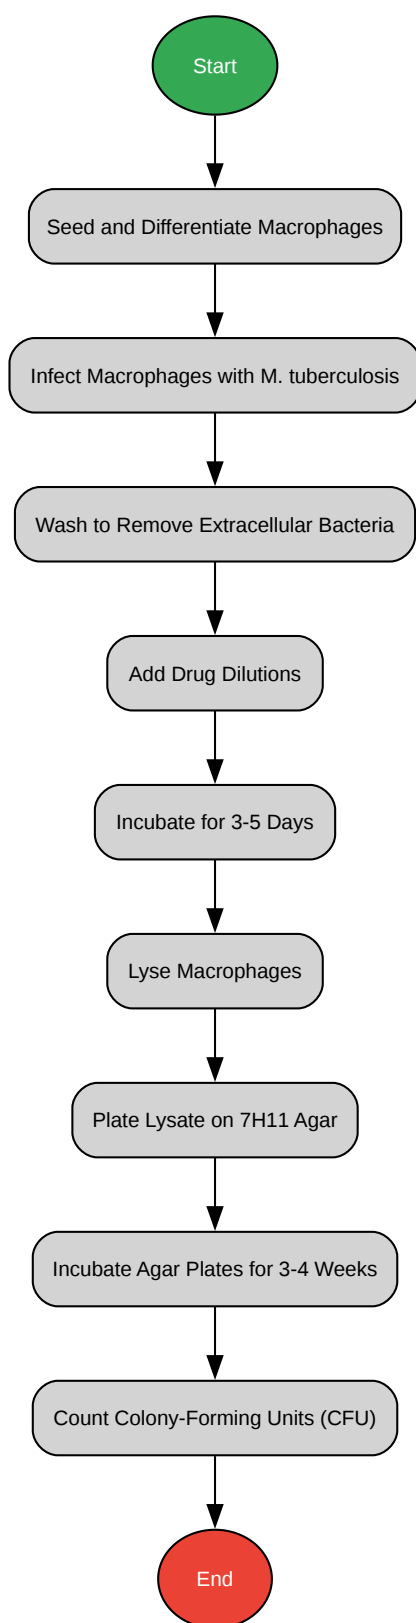 Start
Seed and Differentiate Macrophages
Infect Macrophages with M. tuberculosis
Wash to Remove Extracellular Bacteria
Add Drug Dilutions
Incubate for 3-5 Days
Lyse Macrophages
Plate Lysate on 7H11 Agar
Incubate Agar Plates for 3-4 Weeks
Count Colony-Forming Units (CFU)
End